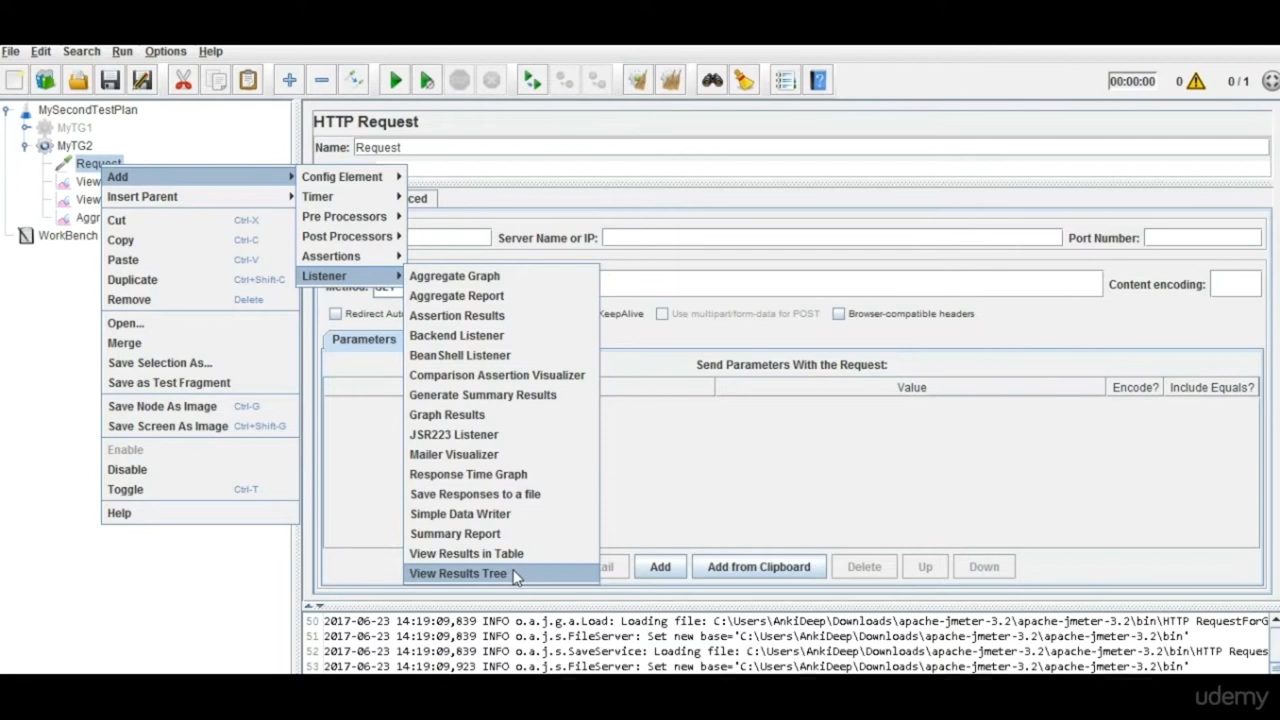 File Edit Search Run Options Help
00:00:00 0 0 / 1
MySecondTestPlan
MyTG1
MyTG2
Request
View
View
Aggr
WorkBench
HTTP Request
Name: Request
Add
Insert Parent
Cut Ctrl-X
Copy Ctrl-C
Paste Ctrl-V
Duplicate Ctrl+Shift-C
Remove Delete
Open...
Merge
Save Selection As...
Save as Test Fragment
Save Node As Image Ctrl-G
Save Screen As Image Ctrl+Shift-G
Enable
Disable
Toggle Ctrl-T
Help
Config Element
Timer
Pre Processors
Post Processors
Assertions
Listener
Aggregate Graph
Aggregate Report
Assertion Results
Backend Listener
BeanShell Listener
Comparison Assertion Visualizer
Generate Summary Results
Graph Results
JSR223 Listener
Mailer Visualizer
Response Time Graph
Save Responses to a file
Simple Data Writer
Summary Report
View Results in Table
View Results Tree
ced
Server Name or IP: Port Number:
Content encoding:
Redirect Auto KeepAlive Use multipart/form-data for POST Browser-compatible headers
Parameters
Send Parameters With the Request:
Value Encode? Include Equals?
ail Add Add from Clipboard Delete Up Down
50 2017-06-23 14:19:09,839 INFO o.a.j.g.a.Load: Loading file: C:\Users\AnkiDeep\Downloads\apache-jmeter-3.2\apache-jmeter-3.2\bin\HTTP RequestForG
51 2017-06-23 14:19:09,839 INFO o.a.j.s.FileServer: Set new base='C:\Users\AnkiDeep\Downloads\apache-jmeter-3.2\apache-jmeter-3.2\bin'
52 2017-06-23 14:19:09,839 INFO o.a.j.s.SaveService: Loading file: C:\Users\AnkiDeep\Downloads\apache-jmeter-3.2\apache-jmeter-3.2\bin\HTTP Reques
53 2017-06-23 14:19:09,923 INFO o.a.j.s.FileServer: Set new base='C:\Users\AnkiDeep\Downloads\apache-jmeter-3.2\apache-jmeter-3.2\bin'
udemy